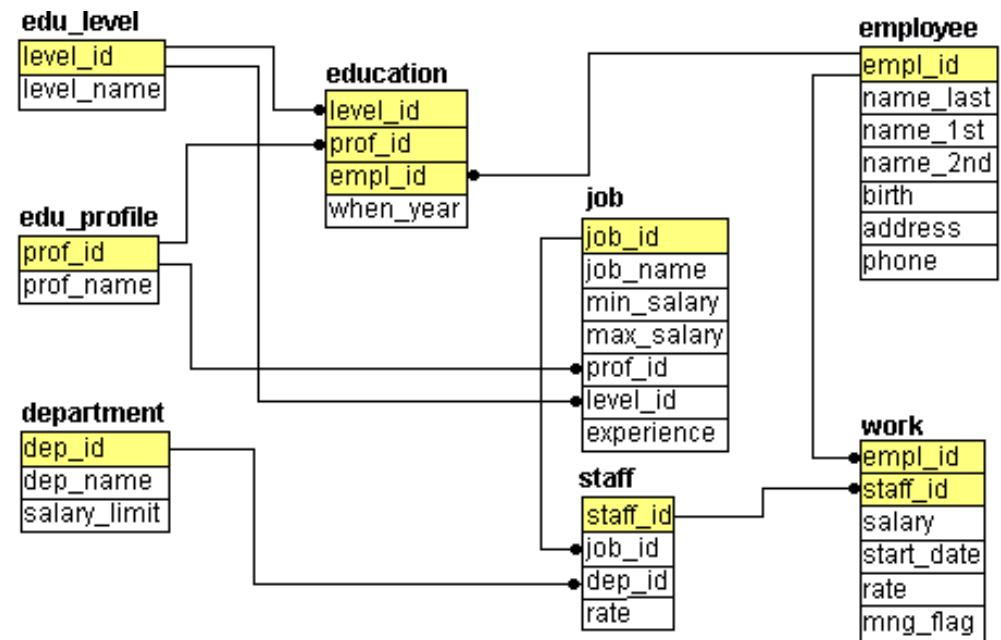 edu_level
level_id
level_name
education
level_id
prof_id
empl_id
when_year
employee
empl_id
name_last
name_1st
name_2nd
birth
address
phone
edu_profile
prof_id
prof_name
job
job_id
job_name
min_salary
max_salary
prof_id
level_id
experience
department
dep_id
dep_name
salary_limit
staff
staff_id
job_id
dep_id
rate
work
empl_id
staff_id
salary
start_date
rate
mng_flag